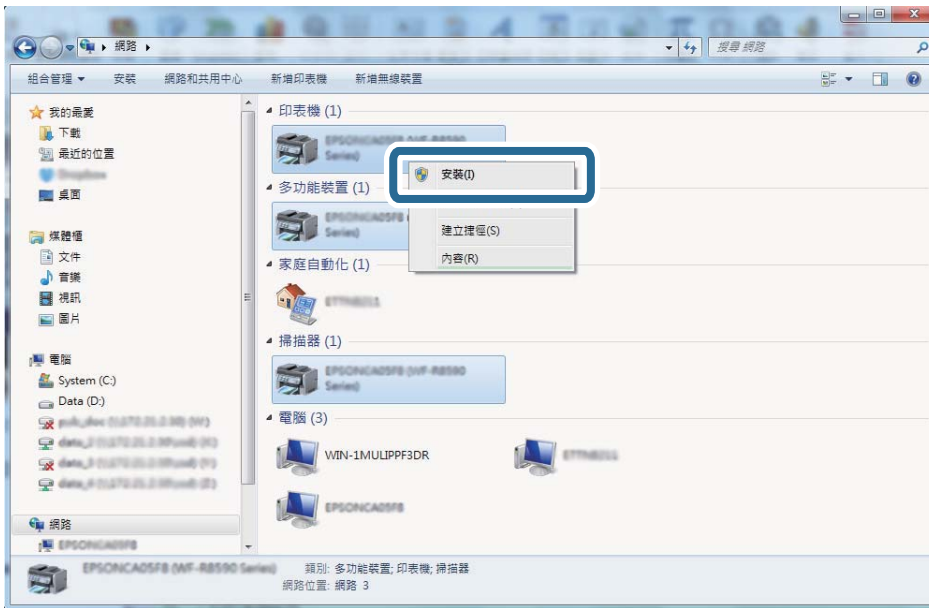 網路
搜尋 網路
組合管理
安裝
網路和共用中心
新增印表機
新增無線裝置
我的最愛
下載
最近的位置
桌面
媒體櫃
文件
音樂
視訊
圖片
電腦
System (C:)
Data (D:)
網路
印表機 (1)
安裝(I)
建立捷徑(S)
內容(R)
多功能裝置 (1)
家庭自動化 (1)
掃描器 (1)
電腦 (3)
WIN-1MULIPPF3DR
EPSONCA05F8
EPSONCA05F8 (WF-R8590 Series)
類別: 多功能裝置; 印表機; 掃描器
網路位置: 網路 3